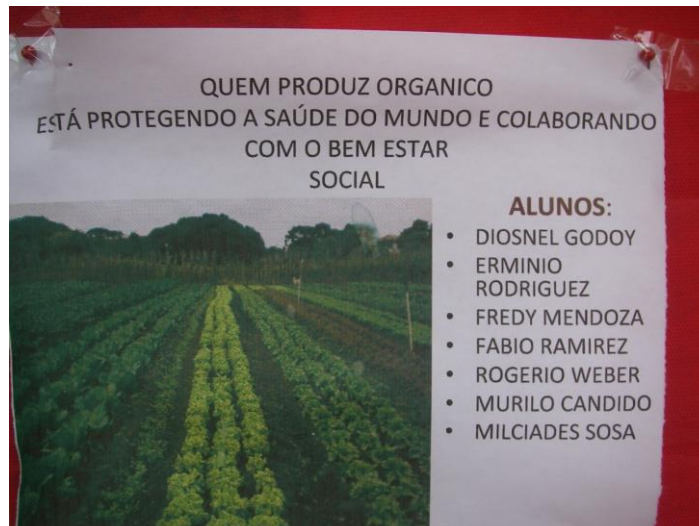 QUEM PRODUZ ORGANICO
ESTÁ PROTEGENDO A SAÚDE DO MUNDO E COLABORANDO
COM O BEM ESTAR
SOCIAL
ALUNOS:
• DIOSNEL GODOY
• ERMINIO
RODRIGUEZ
• FREDY MENDOZA
• FABIO RAMIREZ
• ROGERIO WEBER
• MURILO CANDIDO
• MILCIADES SOSA